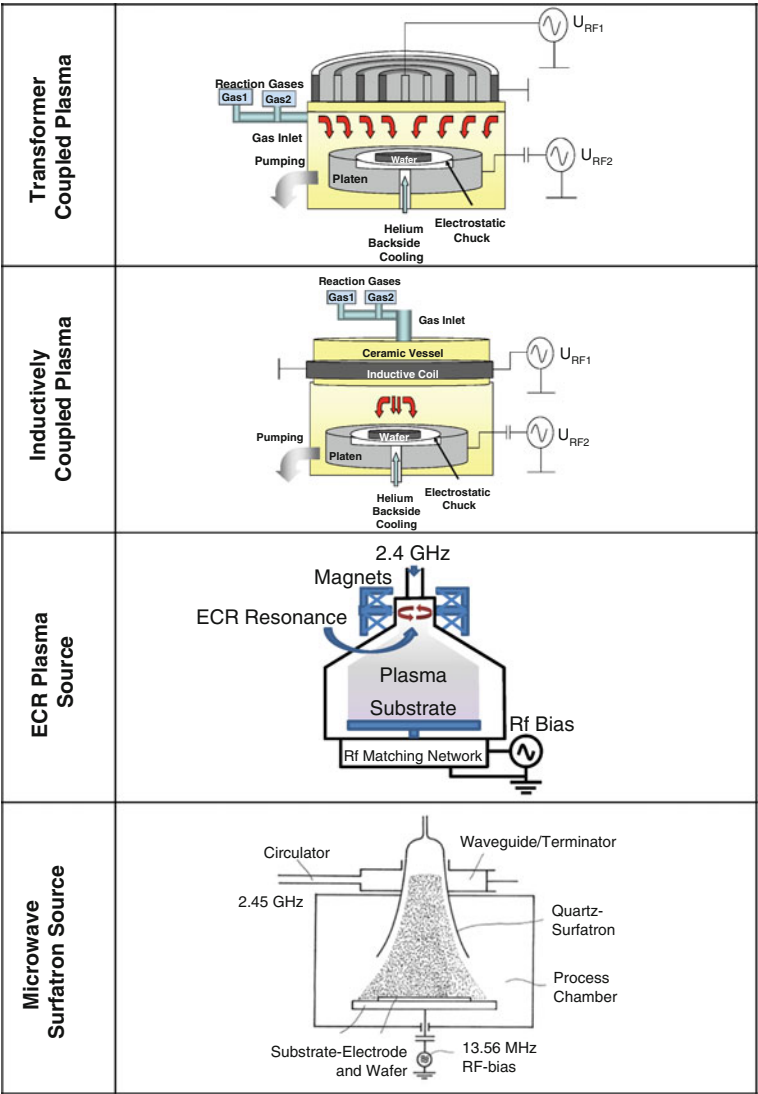 Transformer
Coupled Plasma
U_RF1
Reaction Gases
Gas1 Gas2
Gas Inlet
Pumping
Wafer
U_RF2
Platen
Electrostatic
Chuck
Helium
Backside
Cooling
Inductively
Coupled Plasma
Reaction Gases
Gas1 Gas2
Gas Inlet
Ceramic Vessel
U_RF1
Inductive Coil
Wafer
Pumping
U_RF2
Platen
Electrostatic
Chuck
Helium
Backside
Cooling
ECR Plasma
Source
2.4 GHz
Magnets
ECR Resonance
Plasma
Substrate
Rf Bias
Rf Matching Network
Microwave
Surfatron Source
Circulator
Waveguide/Terminator
2.45 GHz
Quartz-
Surfatron
Process
Chamber
Substrate-Electrode
and Wafer
13.56 MHz
RF-bias